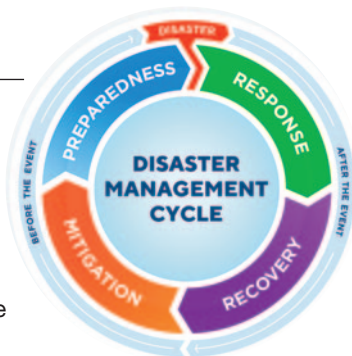 DISASTER
PREPAREDNESS
RESPONSE
BEFORE THE EVENT
DISASTER
MANAGEMENT
CYCLE
AFTER THE EVENT
MITIGATION
RECOVERY
e